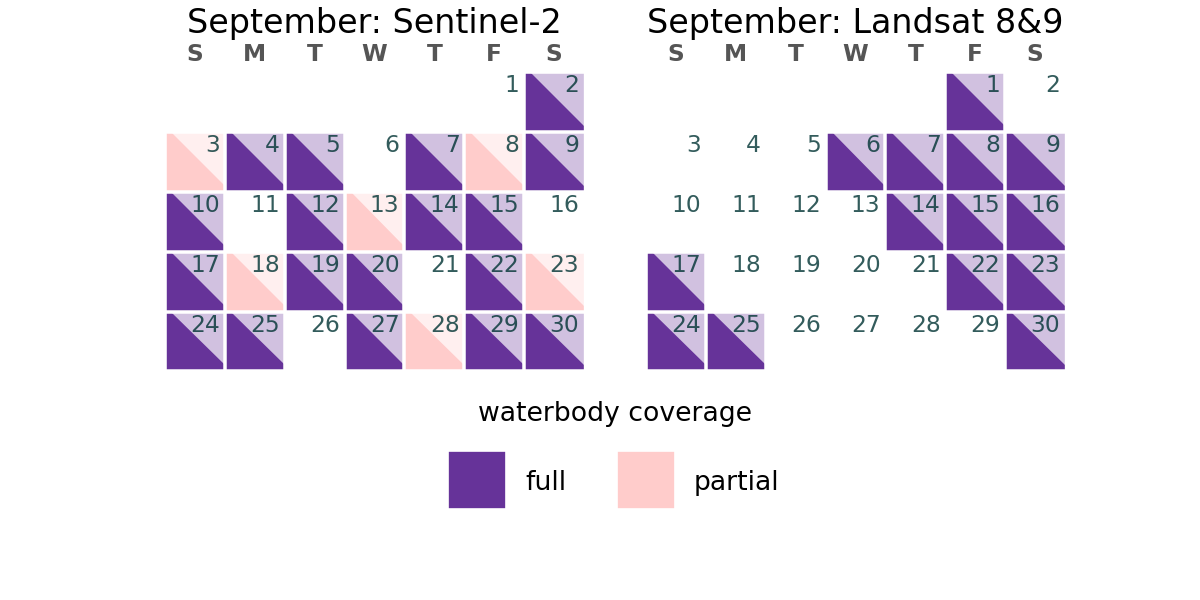 September: Sentinel-2
S M T W T F S
1 2
3 4 5 6 7 8 9
10 11 12 13 14 15 16
17 18 19 20 21 22 23
24 25 26 27 28 29 30
September: Landsat 8&9
S M T W T F S
1 2
3 4 5 6 7 8 9
10 11 12 13 14 15 16
17 18 19 20 21 22 23
24 25 26 27 28 29 30
waterbody coverage
full partial